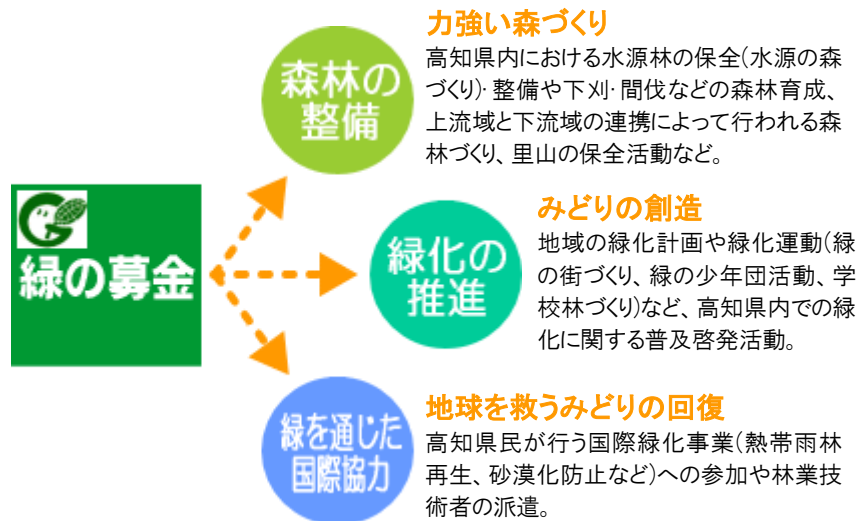 緑の募金
森林の
整備
力強い森づくり
高知県内における水源林の保全(水源の森
づくり)･整備や下刈･間伐などの森林育成、
上流域と下流域の連携によって行われる森
林づくり、里山の保全活動など。
緑化の
推進
みどりの創造
地域の緑化計画や緑化運動(緑
の街づくり、緑の少年団活動、学
校林づくり)など、高知県内での緑
化に関する普及啓発活動。
緑を通じた
国際協力
地球を救うみどりの回復
高知県民が行う国際緑化事業(熱帯雨林
再生、砂漠化防止など)への参加や林業技
術者の派遣。